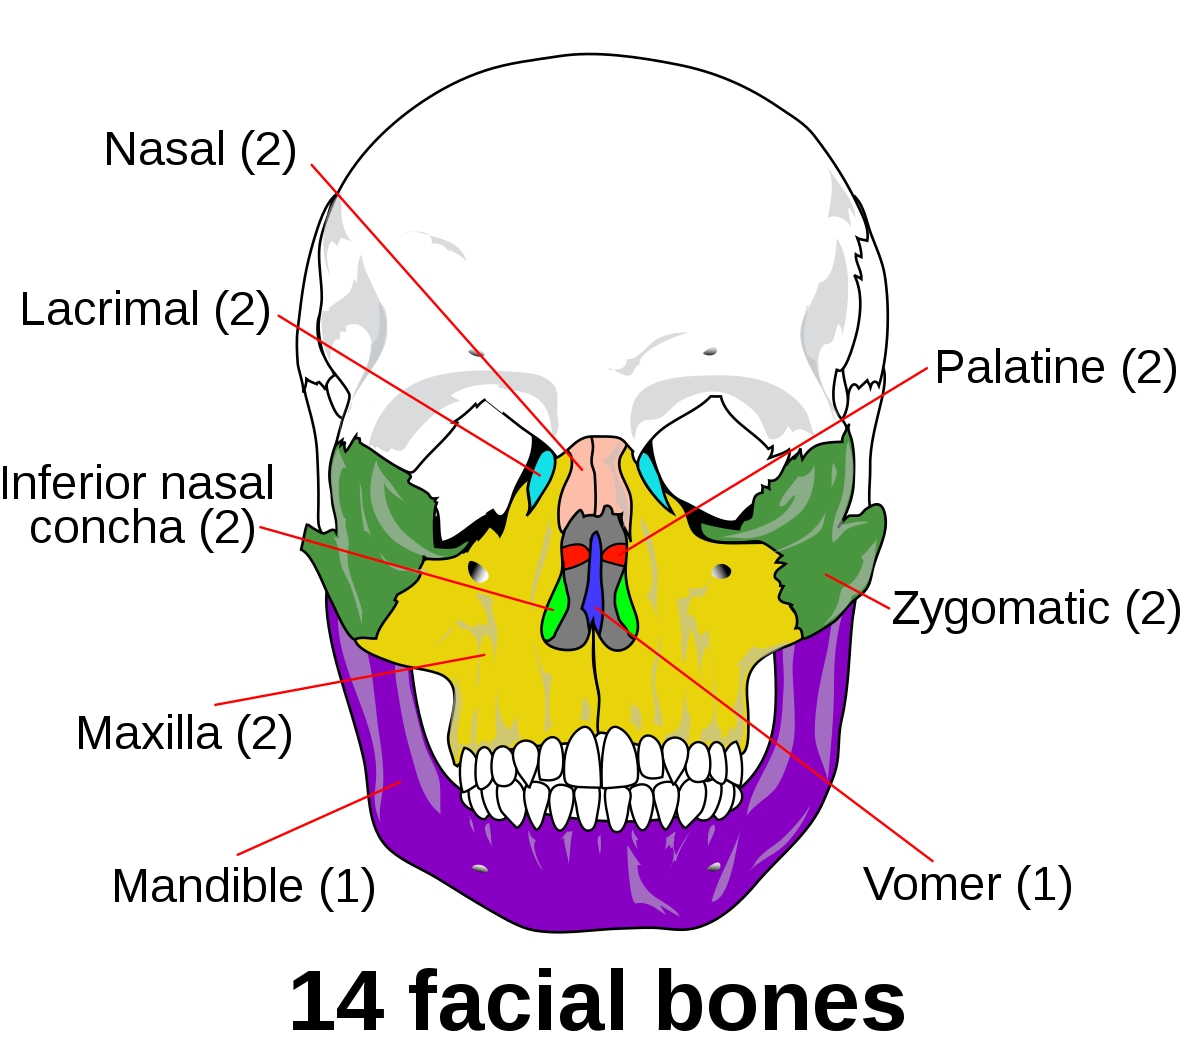 Nasal (2)
Lacrimal (2)
Palatine (2)
Inferior nasal
concha (2)
Zygomatic (2)
Maxilla (2)
Mandible (1)
Vomer (1)
14 facial bones